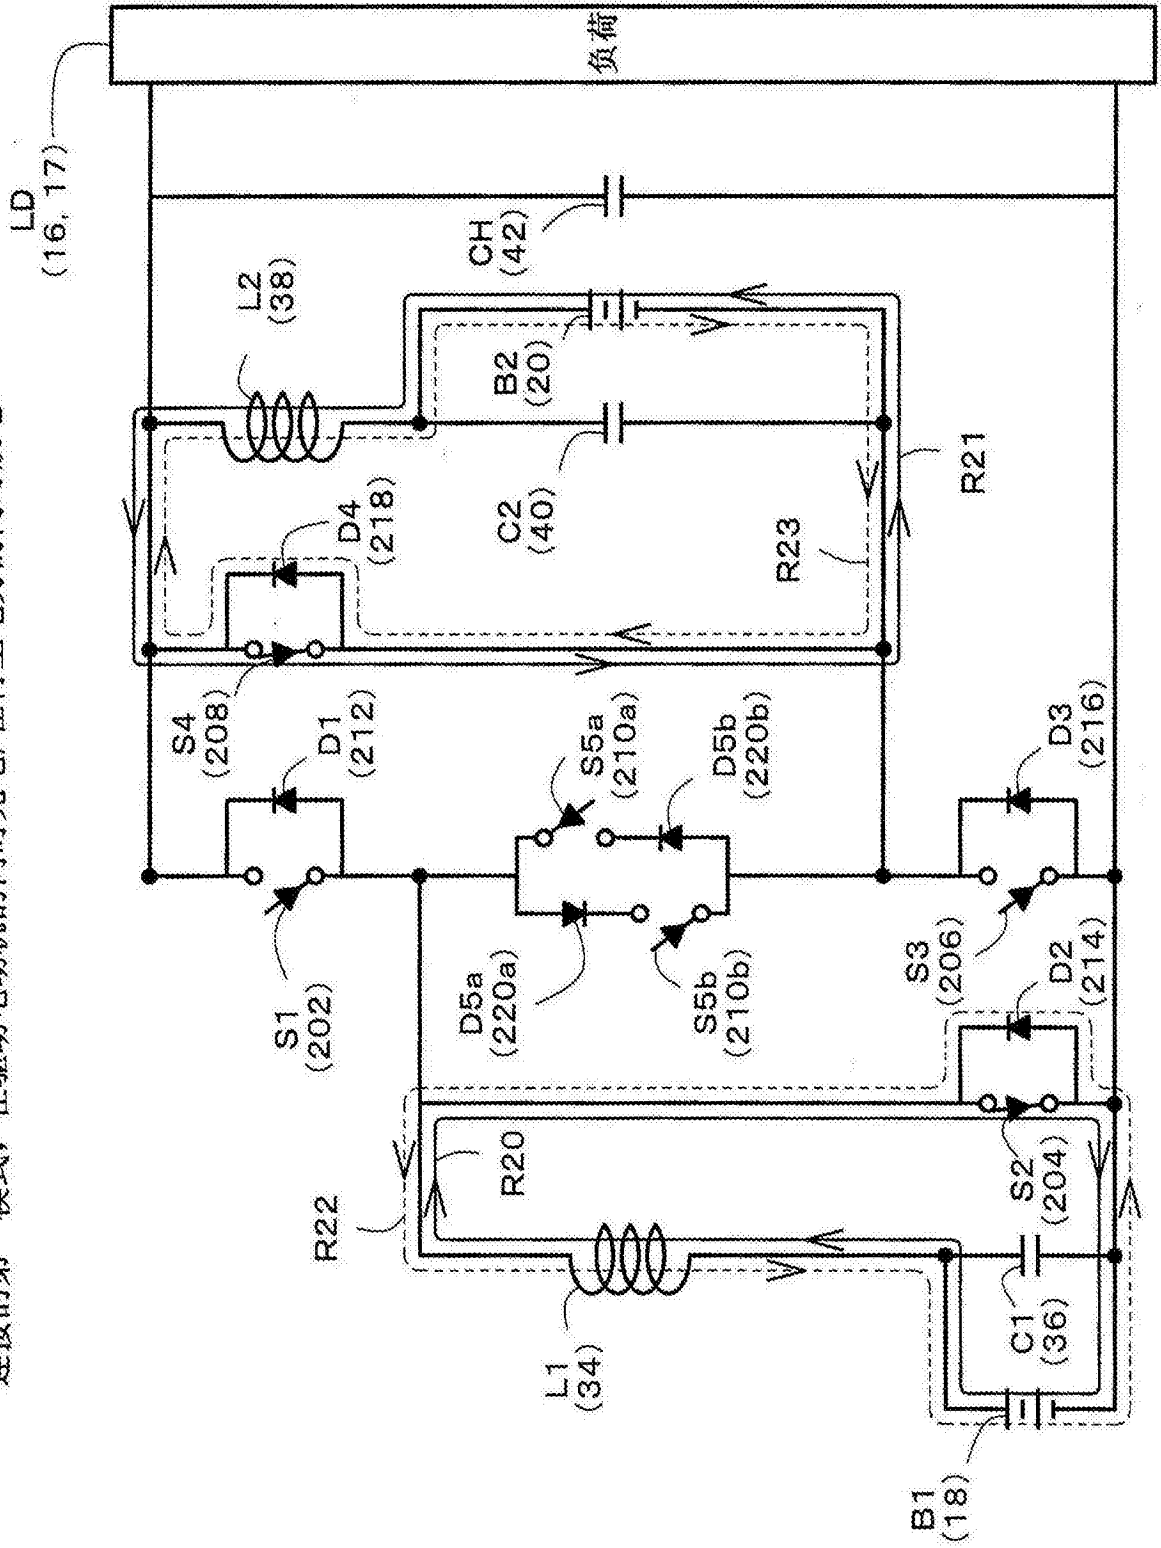 LD
(16, 17)
S4
(208)
L2
(38)
S1
(202)
R22
D1
(212)
D4
(218)
D5a
(220a)
CH
(42)
B2
(20)
C2
(40)
R20
L1
(34)
S5a
(210a)
负荷
S5b
(210b)
D5b
(220b)
R23
B1
(18)
S3
(206)
R21
C1
(36)
S2
(204)
D2
(214)
D3
(216)